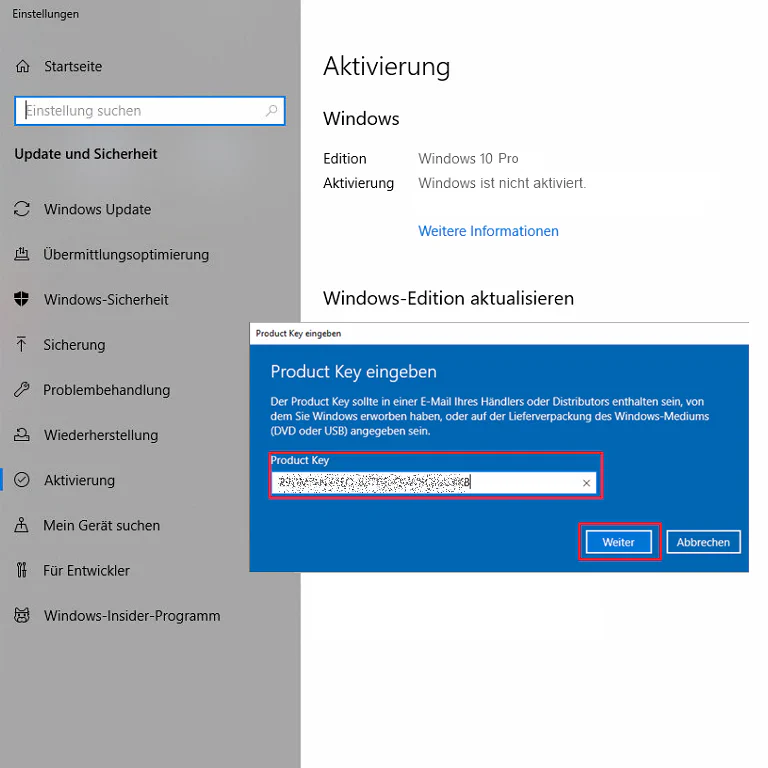 Einstellungen
Startseite
Einstellung suchen
Update und Sicherheit
Windows Update
Übermittlungsoptimierung
Windows-Sicherheit
Sicherung
Problembehandlung
Wiederherstellung
Aktivierung
Mein Gerät suchen
Für Entwickler
Windows-Insider-Programm
Aktivierung
Windows
Edition Windows 10 Pro
Aktivierung Windows ist nicht aktiviert.
Weitere Informationen
Windows-Edition aktualisieren
Product Key eingeben
Product Key eingeben
Der Product Key sollte in einer E-Mail Ihres Händlers oder Distributors enthalten sein, von
dem Sie Windows erworben haben, oder auf der Lieferverpackung des Windows-Mediums
(DVD oder USB) angegeben sein.
Product Key
Weiter Abbrechen